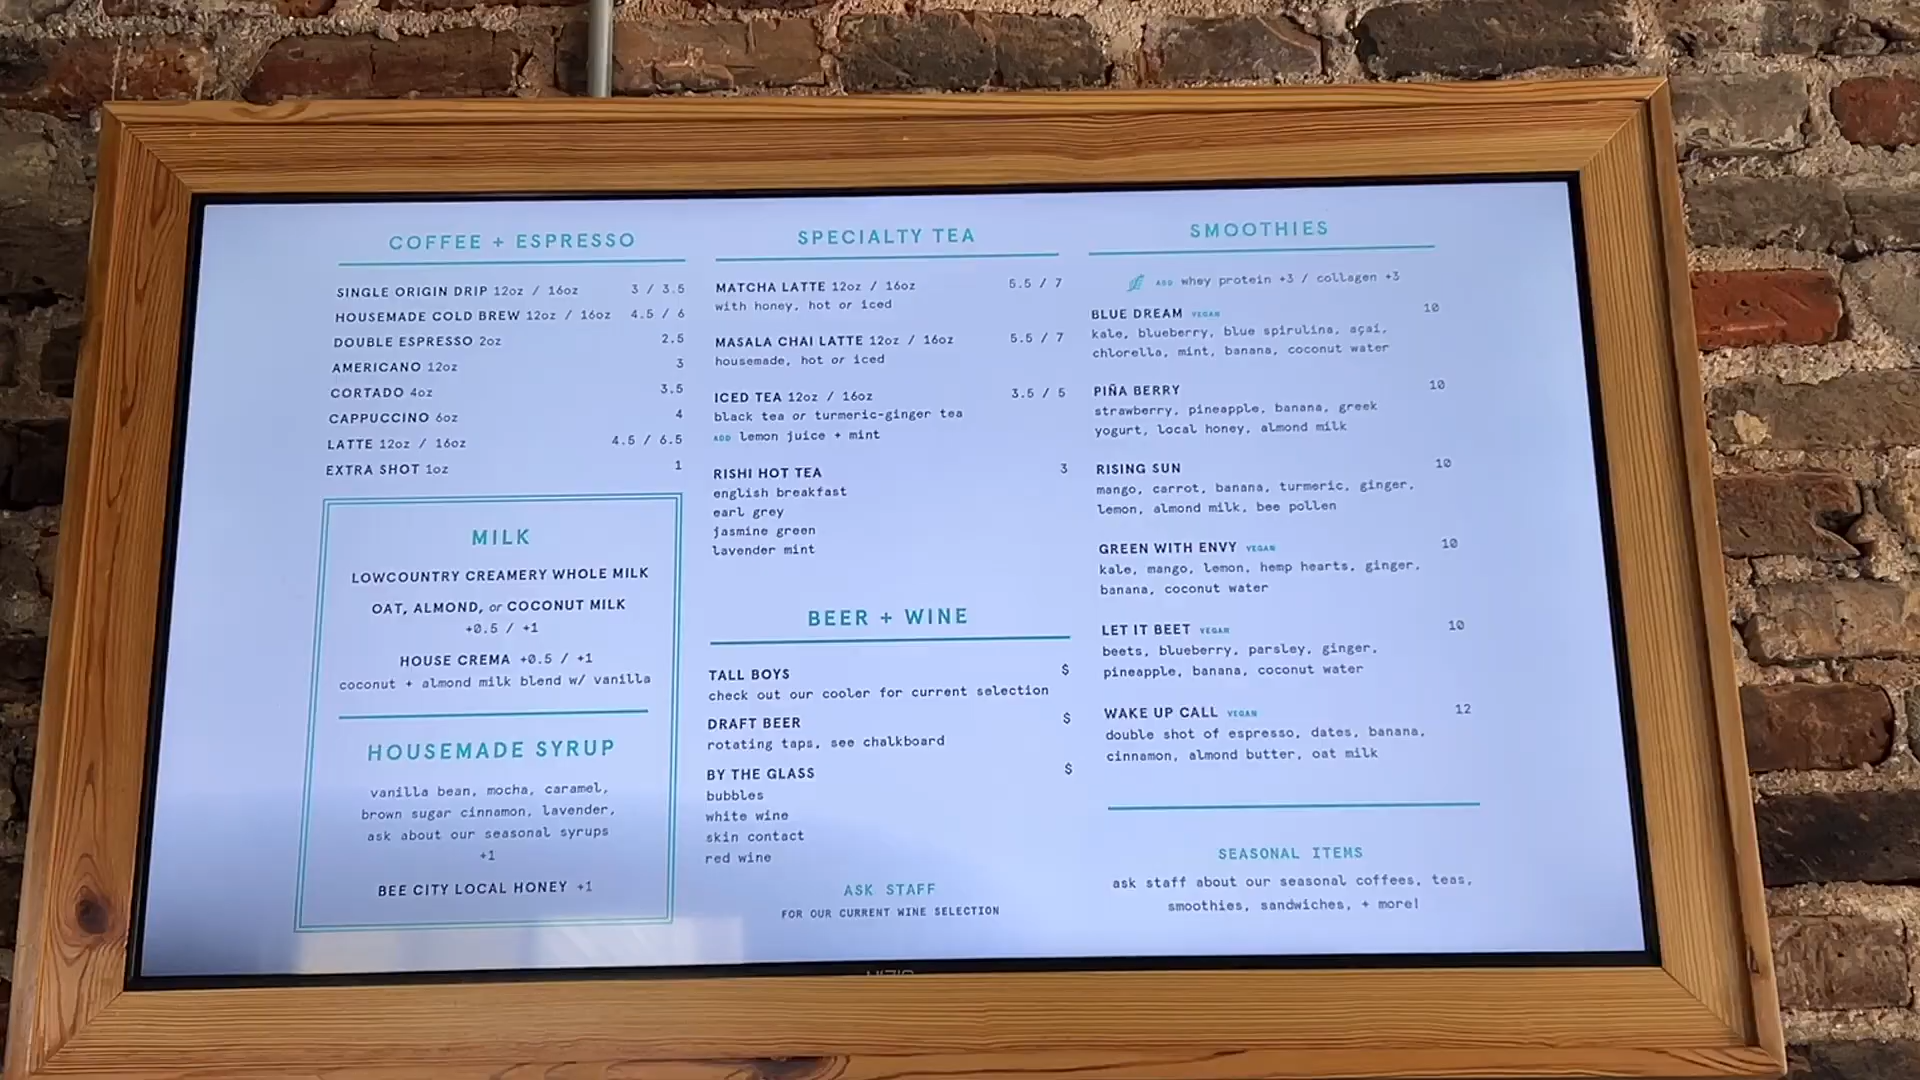 COFFEE + ESPRESSO
SINGLE ORIGIN DRIP 12oz / 16oz 3 / 3.5
HOUSEMADE COLD BREW 12oz / 16oz 4.5 / 6
DOUBLE ESPRESSO 2oz 2.5
AMERICANO 12oz 3
CORTADO 4oz 3.5
CAPPUCCINO 6oz 4
LATTE 12oz / 16oz 4.5 / 6.5
EXTRA SHOT 1oz 1
MILK
LOWCOUNTRY CREAMERY WHOLE MILK
OAT, ALMOND, or COCONUT MILK
+0.5 / +1
HOUSE CREMA +0.5 / +1
coconut + almond milk blend w/ vanilla
HOUSEMADE SYRUP
vanilla bean, mocha, caramel,
brown sugar cinnamon, lavender,
ask about our seasonal syrups
+1
BEE CITY LOCAL HONEY +1
SPECIALTY TEA
MATCHA LATTE 12oz / 16oz 5.5 / 7
with honey, hot or iced
MASALA CHAI LATTE 12oz / 16oz 5.5 / 7
housemade, hot or iced
ICED TEA 12oz / 16oz 3.5 / 5
black tea or turmeric-ginger tea
ADD lemon juice + mint
RISHI HOT TEA 3
english breakfast
earl grey
jasmine green
lavender mint
BEER + WINE
TALL BOYS $
check out our cooler for current selection
DRAFT BEER $
rotating taps, see chalkboard
BY THE GLASS $
bubbles
white wine
skin contact
red wine
ASK STAFF
FOR OUR CURRENT WINE SELECTION
SMOOTHIES
ADD whey protein +3 / collagen +3
BLUE DREAM VEGAN 10
kale, blueberry, blue spirulina, açaí,
chlorella, mint, banana, coconut water
PIÑA BERRY 10
strawberry, pineapple, banana, greek
yogurt, local honey, almond milk
RISING SUN 10
mango, carrot, banana, turmeric, ginger,
lemon, almond milk, bee pollen
GREEN WITH ENVY VEGAN 10
kale, mango, lemon, hemp hearts, ginger,
banana, coconut water
LET IT BEET VEGAN 10
beets, blueberry, parsley, ginger,
pineapple, banana, coconut water
WAKE UP CALL VEGAN 12
double shot of espresso, dates, banana,
cinnamon, almond butter, oat milk
SEASONAL ITEMS
ask staff about our seasonal coffees, teas,
smoothies, sandwiches, + more!